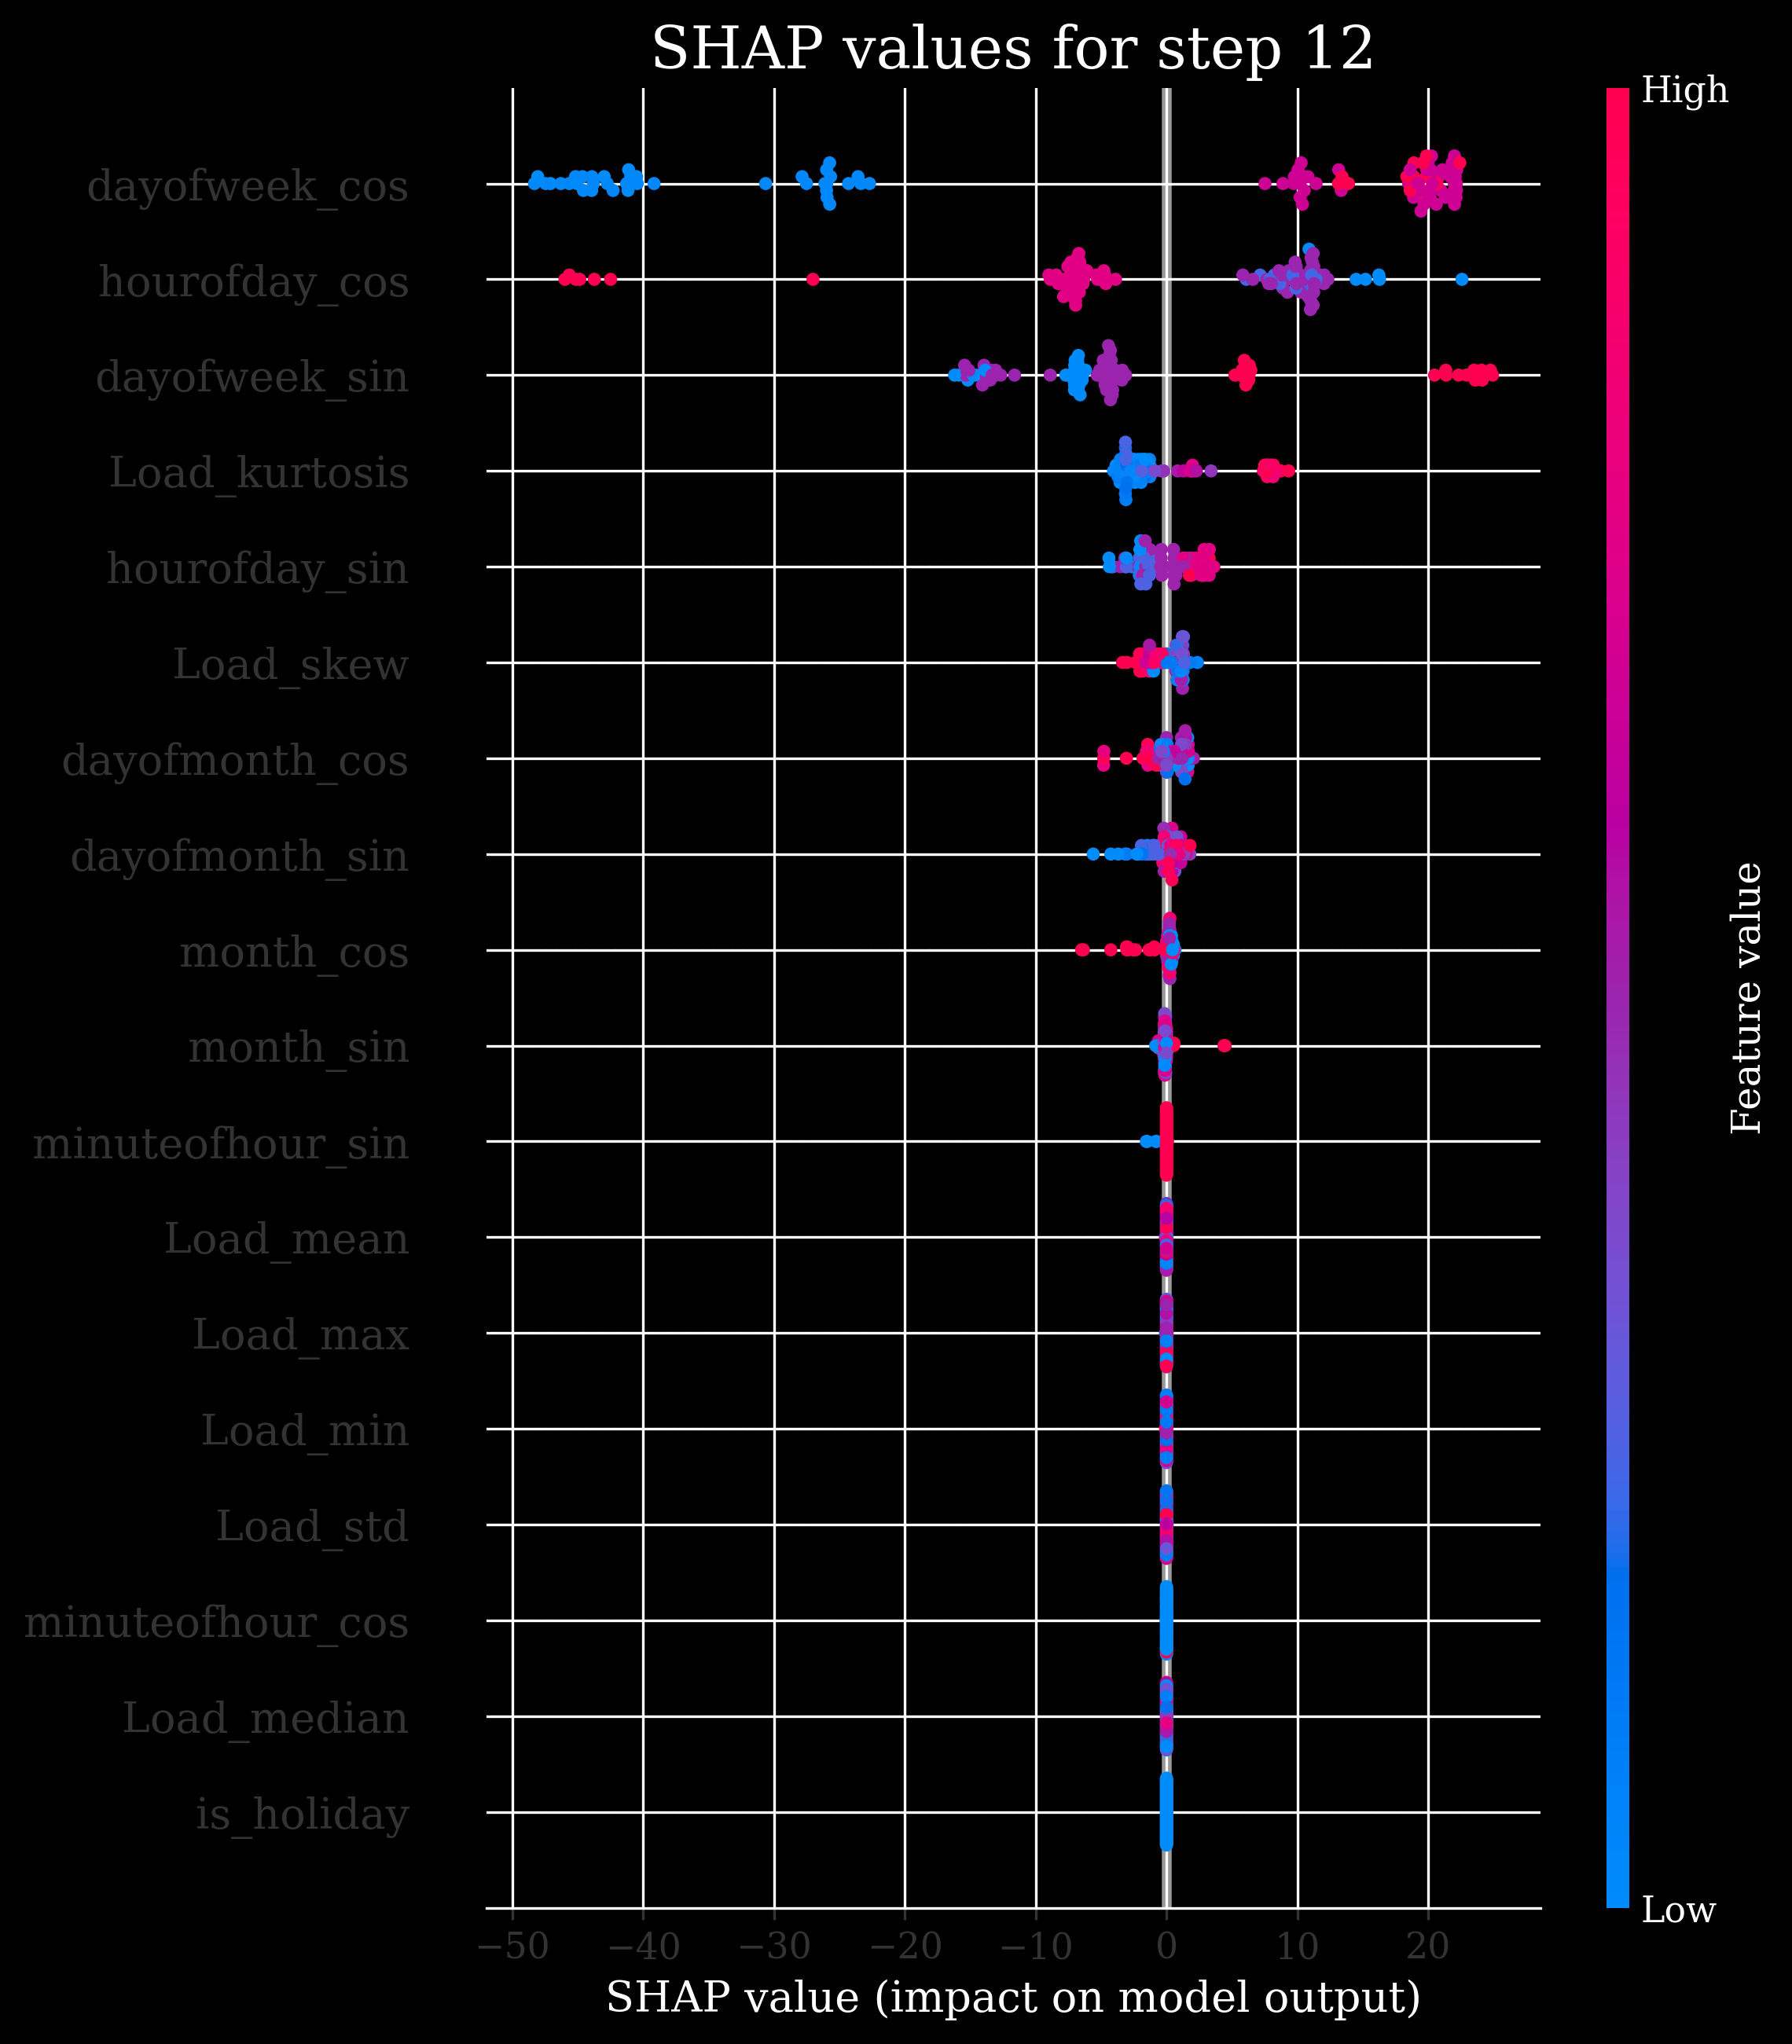 SHAP values for step 12
High
dayofweek_cos
hourofday_cos
dayofweek_sin
Load_kurtosis
hourofday_sin
Load_skew
dayofmonth_cos
dayofmonth_sin
month_cos
month_sin
minuteofhour_sin
Load_mean
Load_max
Load_min
Load_std
minuteofhour_cos
Load_median
is_holiday
Feature value
Low
−50 −40 −30 −20 −10 0 10 20
SHAP value (impact on model output)